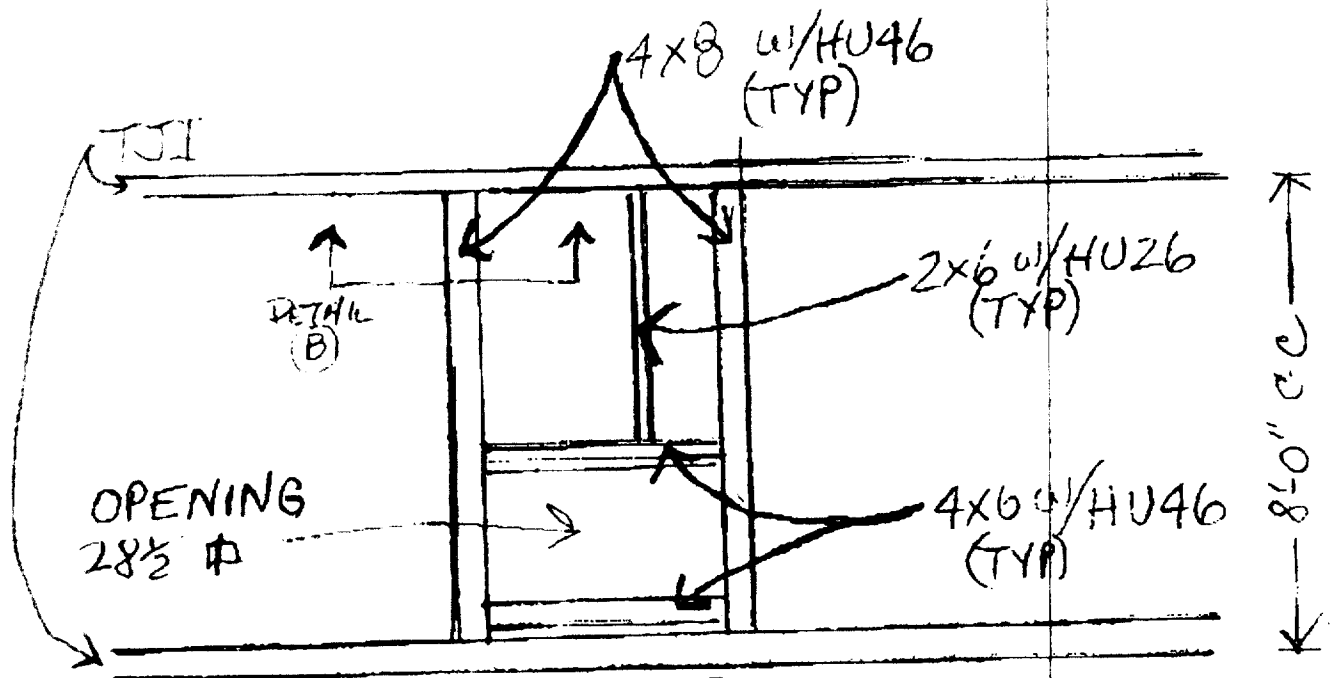 4x8 w/HU46
(TYP)
TJI
2x6 w/HU26
(TYP)
DETAIL
(B)
8'-0" C-C
OPENING
28½ ⌷
4x6 w/HU46
(TYP)